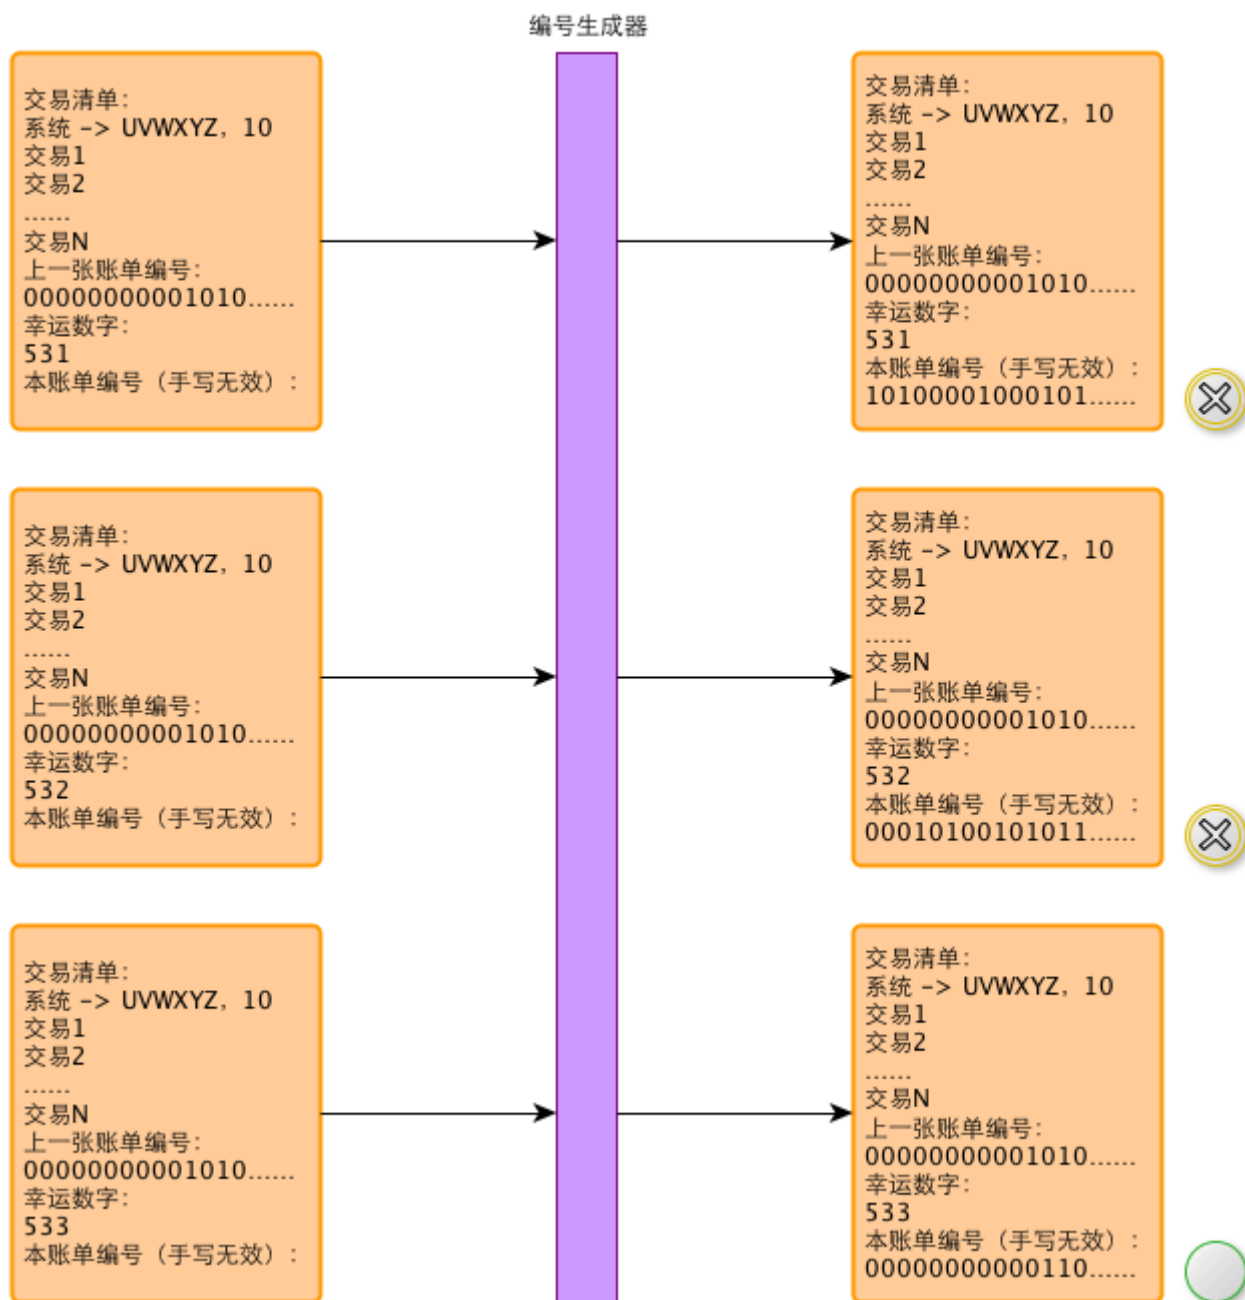 编号生成器
交易清单：
系统 -> UVWXYZ，10
交易1
交易2
……
交易N
上一张账单编号：
00000000001010……
幸运数字：
531
本账单编号（手写无效）：
交易清单：
系统 -> UVWXYZ，10
交易1
交易2
……
交易N
上一张账单编号：
00000000001010……
幸运数字：
531
本账单编号（手写无效）：
10100001000101……
交易清单：
系统 -> UVWXYZ，10
交易1
交易2
……
交易N
上一张账单编号：
00000000001010……
幸运数字：
532
本账单编号（手写无效）：
交易清单：
系统 -> UVWXYZ，10
交易1
交易2
……
交易N
上一张账单编号：
00000000001010……
幸运数字：
532
本账单编号（手写无效）：
00010100101011……
交易清单：
系统 -> UVWXYZ，10
交易1
交易2
……
交易N
上一张账单编号：
00000000001010……
幸运数字：
533
本账单编号（手写无效）：
交易清单：
系统 -> UVWXYZ，10
交易1
交易2
……
交易N
上一张账单编号：
00000000001010……
幸运数字：
533
本账单编号（手写无效）：
00000000000110……